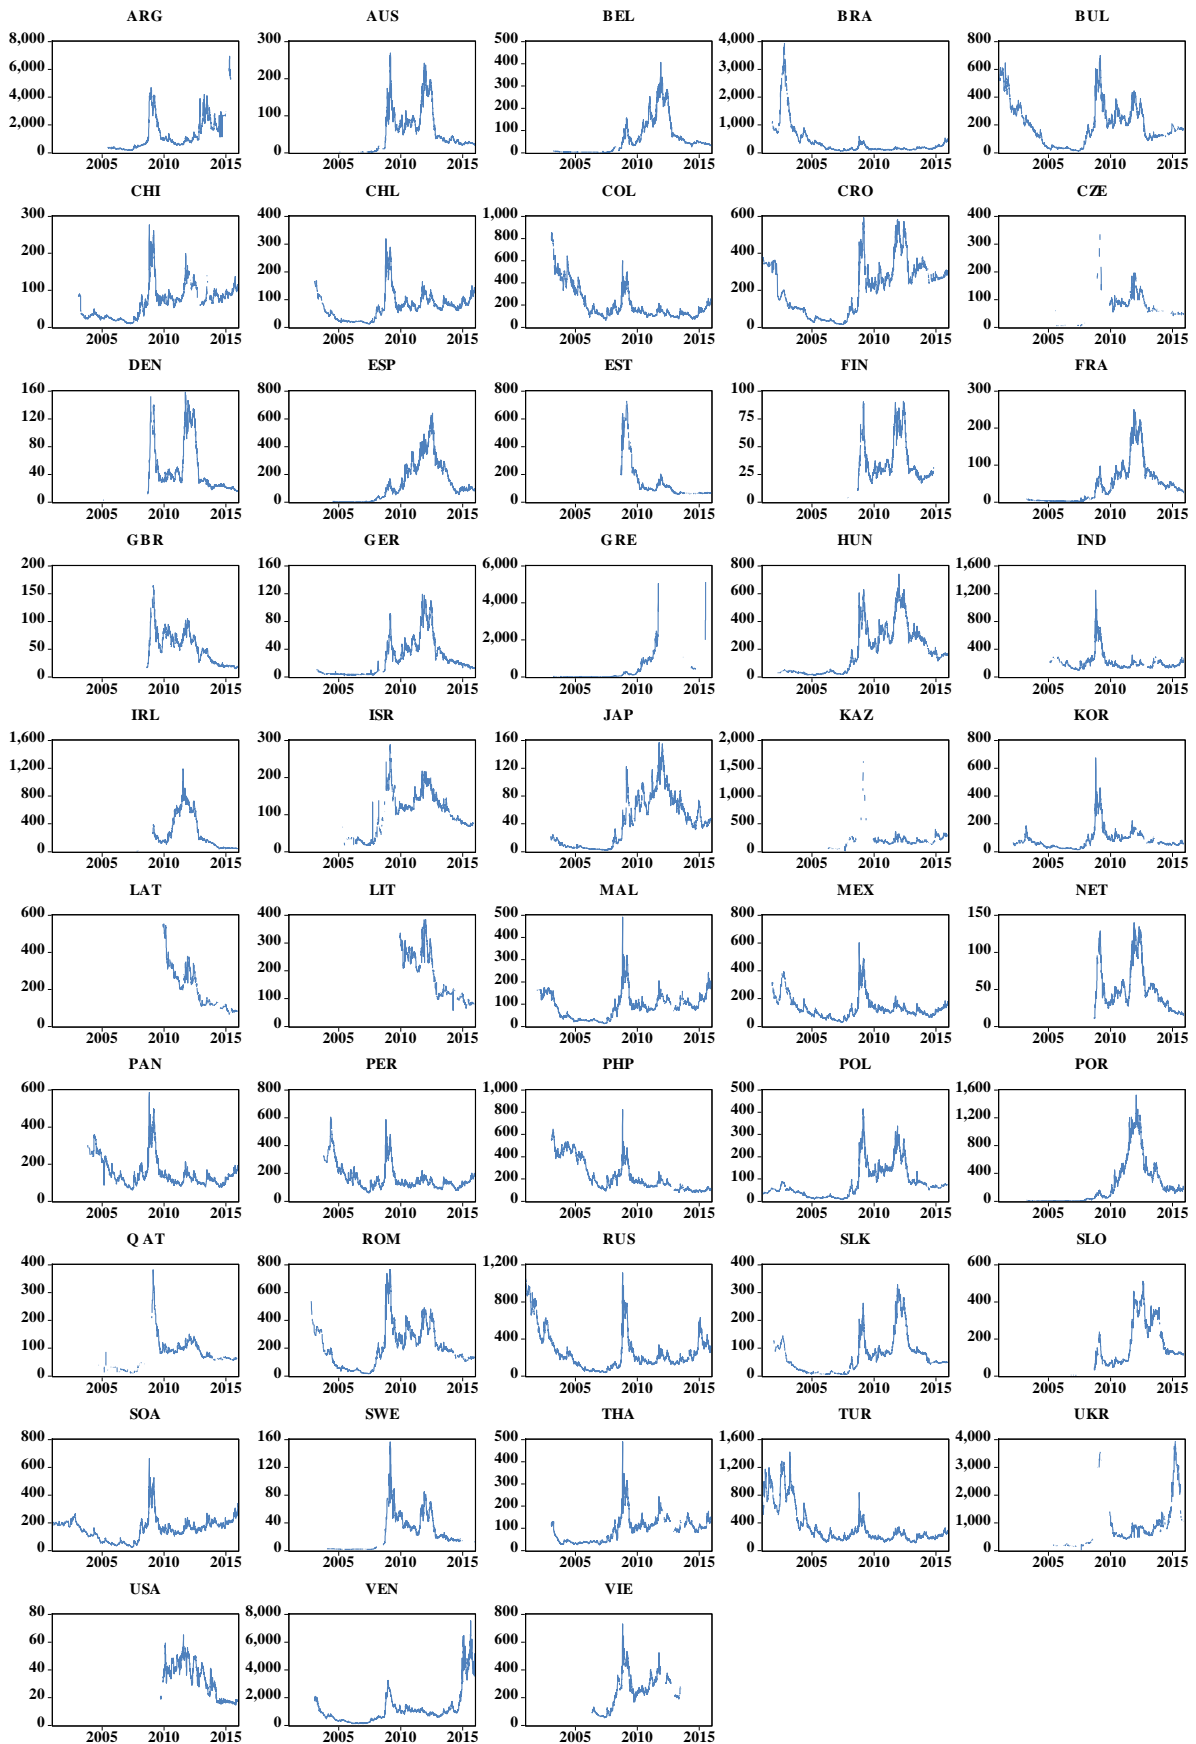 ARG
8,000
6,000
4,000
2,000
0
2005 2010 2015
AUS
300
200
100
0
2005 2010 2015
BEL
500
400
300
200
100
0
2005 2010 2015
BRA
4,000
3,000
2,000
1,000
0
2005 2010 2015
BUL
800
600
400
200
0
2005 2010 2015
CHI
300
200
100
0
2005 2010 2015
CHL
400
300
200
100
0
2005 2010 2015
COL
1,000
800
600
400
200
0
2005 2010 2015
CRO
600
400
200
0
2005 2010 2015
CZE
400
300
200
100
0
2005 2010 2015
DEN
160
120
80
40
0
2005 2010 2015
ESP
800
600
400
200
0
2005 2010 2015
EST
800
600
400
200
0
2005 2010 2015
FIN
100
75
50
25
0
2005 2010 2015
FRA
300
200
100
0
2005 2010 2015
GBR
200
150
100
50
0
2005 2010 2015
GER
160
120
80
40
0
2005 2010 2015
GRE
6,000
4,000
2,000
0
2005 2010 2015
HUN
800
600
400
200
0
2005 2010 2015
IND
1,600
1,200
800
400
0
2005 2010 2015
IRL
1,600
1,200
800
400
0
2005 2010 2015
ISR
300
200
100
0
2005 2010 2015
JAP
160
120
80
40
0
2005 2010 2015
KAZ
2,000
1,500
1,000
500
0
2005 2010 2015
KOR
800
600
400
200
0
2005 2010 2015
LAT
600
400
200
0
2005 2010 2015
LIT
400
300
200
100
0
2005 2010 2015
MAL
500
400
300
200
100
0
2005 2010 2015
MEX
800
600
400
200
0
2005 2010 2015
NET
150
100
50
0
2005 2010 2015
PAN
600
400
200
0
2005 2010 2015
PER
800
600
400
200
0
2005 2010 2015
PHP
1,000
800
600
400
200
0
2005 2010 2015
POL
500
400
300
200
100
0
2005 2010 2015
POR
1,600
1,200
800
400
0
2005 2010 2015
QAT
400
300
200
100
0
2005 2010 2015
ROM
800
600
400
200
0
2005 2010 2015
RUS
1,200
800
400
0
2005 2010 2015
SLK
400
300
200
100
0
2005 2010 2015
SLO
600
400
200
0
2005 2010 2015
SOA
800
600
400
200
0
2005 2010 2015
SWE
160
120
80
40
0
2005 2010 2015
THA
500
400
300
200
100
0
2005 2010 2015
TUR
1,600
1,200
800
400
0
2005 2010 2015
UKR
4,000
3,000
2,000
1,000
0
2005 2010 2015
USA
80
60
40
20
0
2005 2010 2015
VEN
8,000
6,000
4,000
2,000
0
2005 2010 2015
VIE
800
600
400
200
0
2005 2010 2015